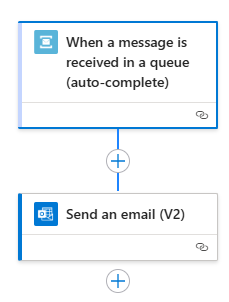 When a message is
received in a queue
(auto-complete)
Send an email (V2)